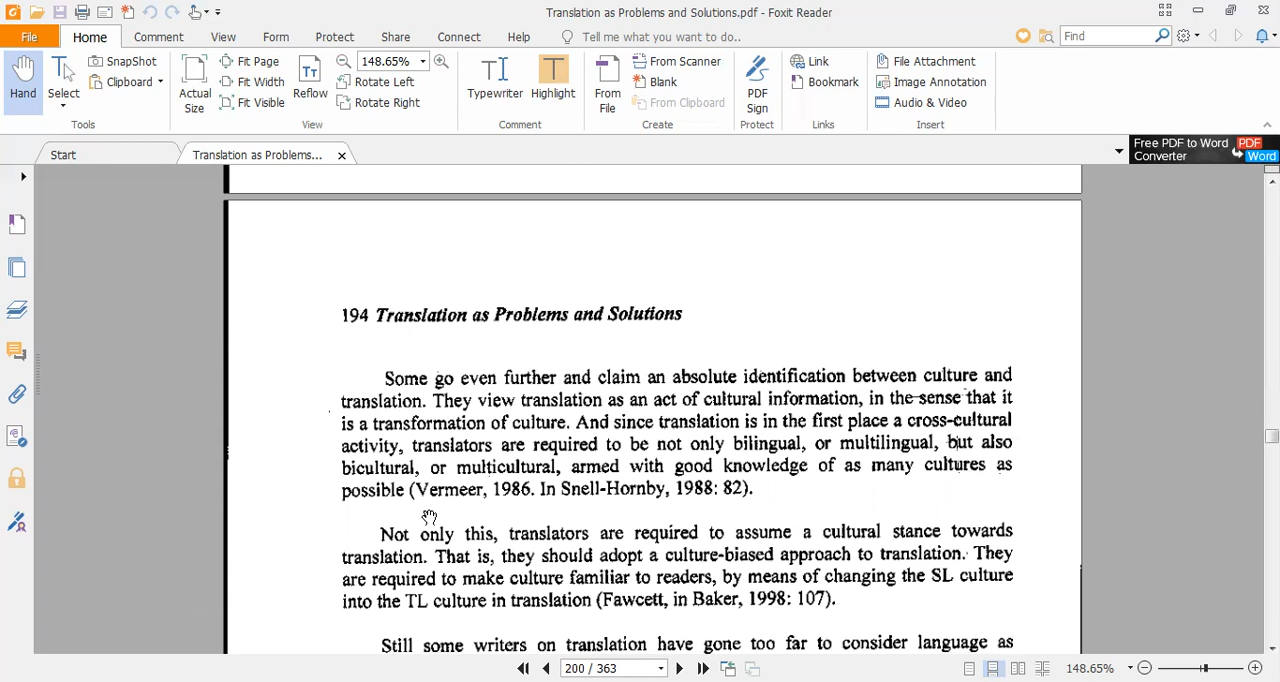 Translation as Problems and Solutions.pdf - Foxit Reader
File Home Comment View Form Protect Share Connect Help Tell me what you want to do.. Find
Hand
Select
SnapShot
Clipboard
Tools
Actual
Size
Fit Page
Fit Width
Fit Visible
Reflow
148.65%
Rotate Left
Rotate Right
View
Typewriter
Highlight
Comment
From
File
From Scanner
Blank
From Clipboard
Create
PDF
Sign
Protect
Link
Bookmark
Links
File Attachment
Image Annotation
Audio & Video
Insert
Start
Translation as Problems...
Free PDF to Word
Converter
PDF
Word
194 Translation as Problems and Solutions
Some go even further and claim an absolute identification between culture and
translation. They view translation as an act of cultural information, in the sense that it
is a transformation of culture. And since translation is in the first place a cross-cultural
activity, translators are required to be not only bilingual, or multilingual, but also
bicultural, or multicultural, armed with good knowledge of as many cultures as
possible (Vermeer, 1986. In Snell-Hornby, 1988: 82).
Not only this, translators are required to assume a cultural stance towards
translation. That is, they should adopt a culture-biased approach to translation. They
are required to make culture familiar to readers, by means of changing the SL culture
into the TL culture in translation (Fawcett, in Baker, 1998: 107).
Still some writers on translation have gone too far to consider language as
200 / 363
148.65%